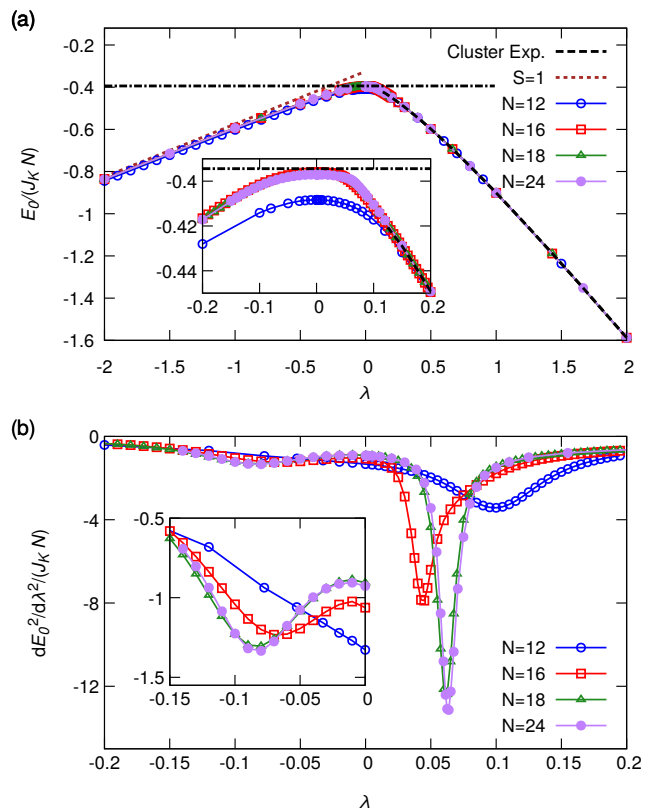 (a)
-0.2
-0.4
-0.6
-0.8
-1
-1.2
-1.4
-1.6
E0/(JK N)
Cluster Exp.
S=1
N=12
N=16
N=18
N=24
-0.4
-0.42
-0.44
-0.2 -0.1 0 0.1 0.2
-2 -1.5 -1 -0.5 0 0.5 1 1.5 2
λ
(b)
0
-3
-6
-9
-12
dE0²/dλ²/(JK N)
-0.5
-1
-1.5
-0.15 -0.1 -0.05 0
N=12
N=16
N=18
N=24
-0.2 -0.15 -0.1 -0.05 0 0.05 0.1 0.15 0.2
λ